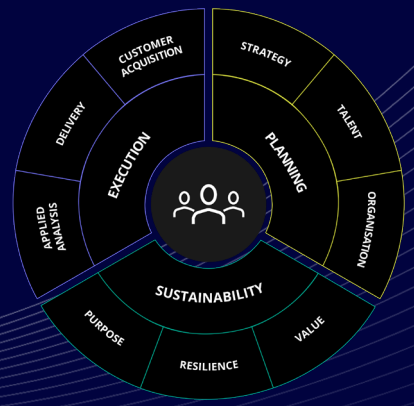 CUSTOMER
ACQUISITION
DELIVERY
APPLIED
ANALYSIS
EXECUTION
STRATEGY
TALENT
ORGANISATION
PLANNING
SUSTAINABILITY
PURPOSE
RESILIENCE
VALUE